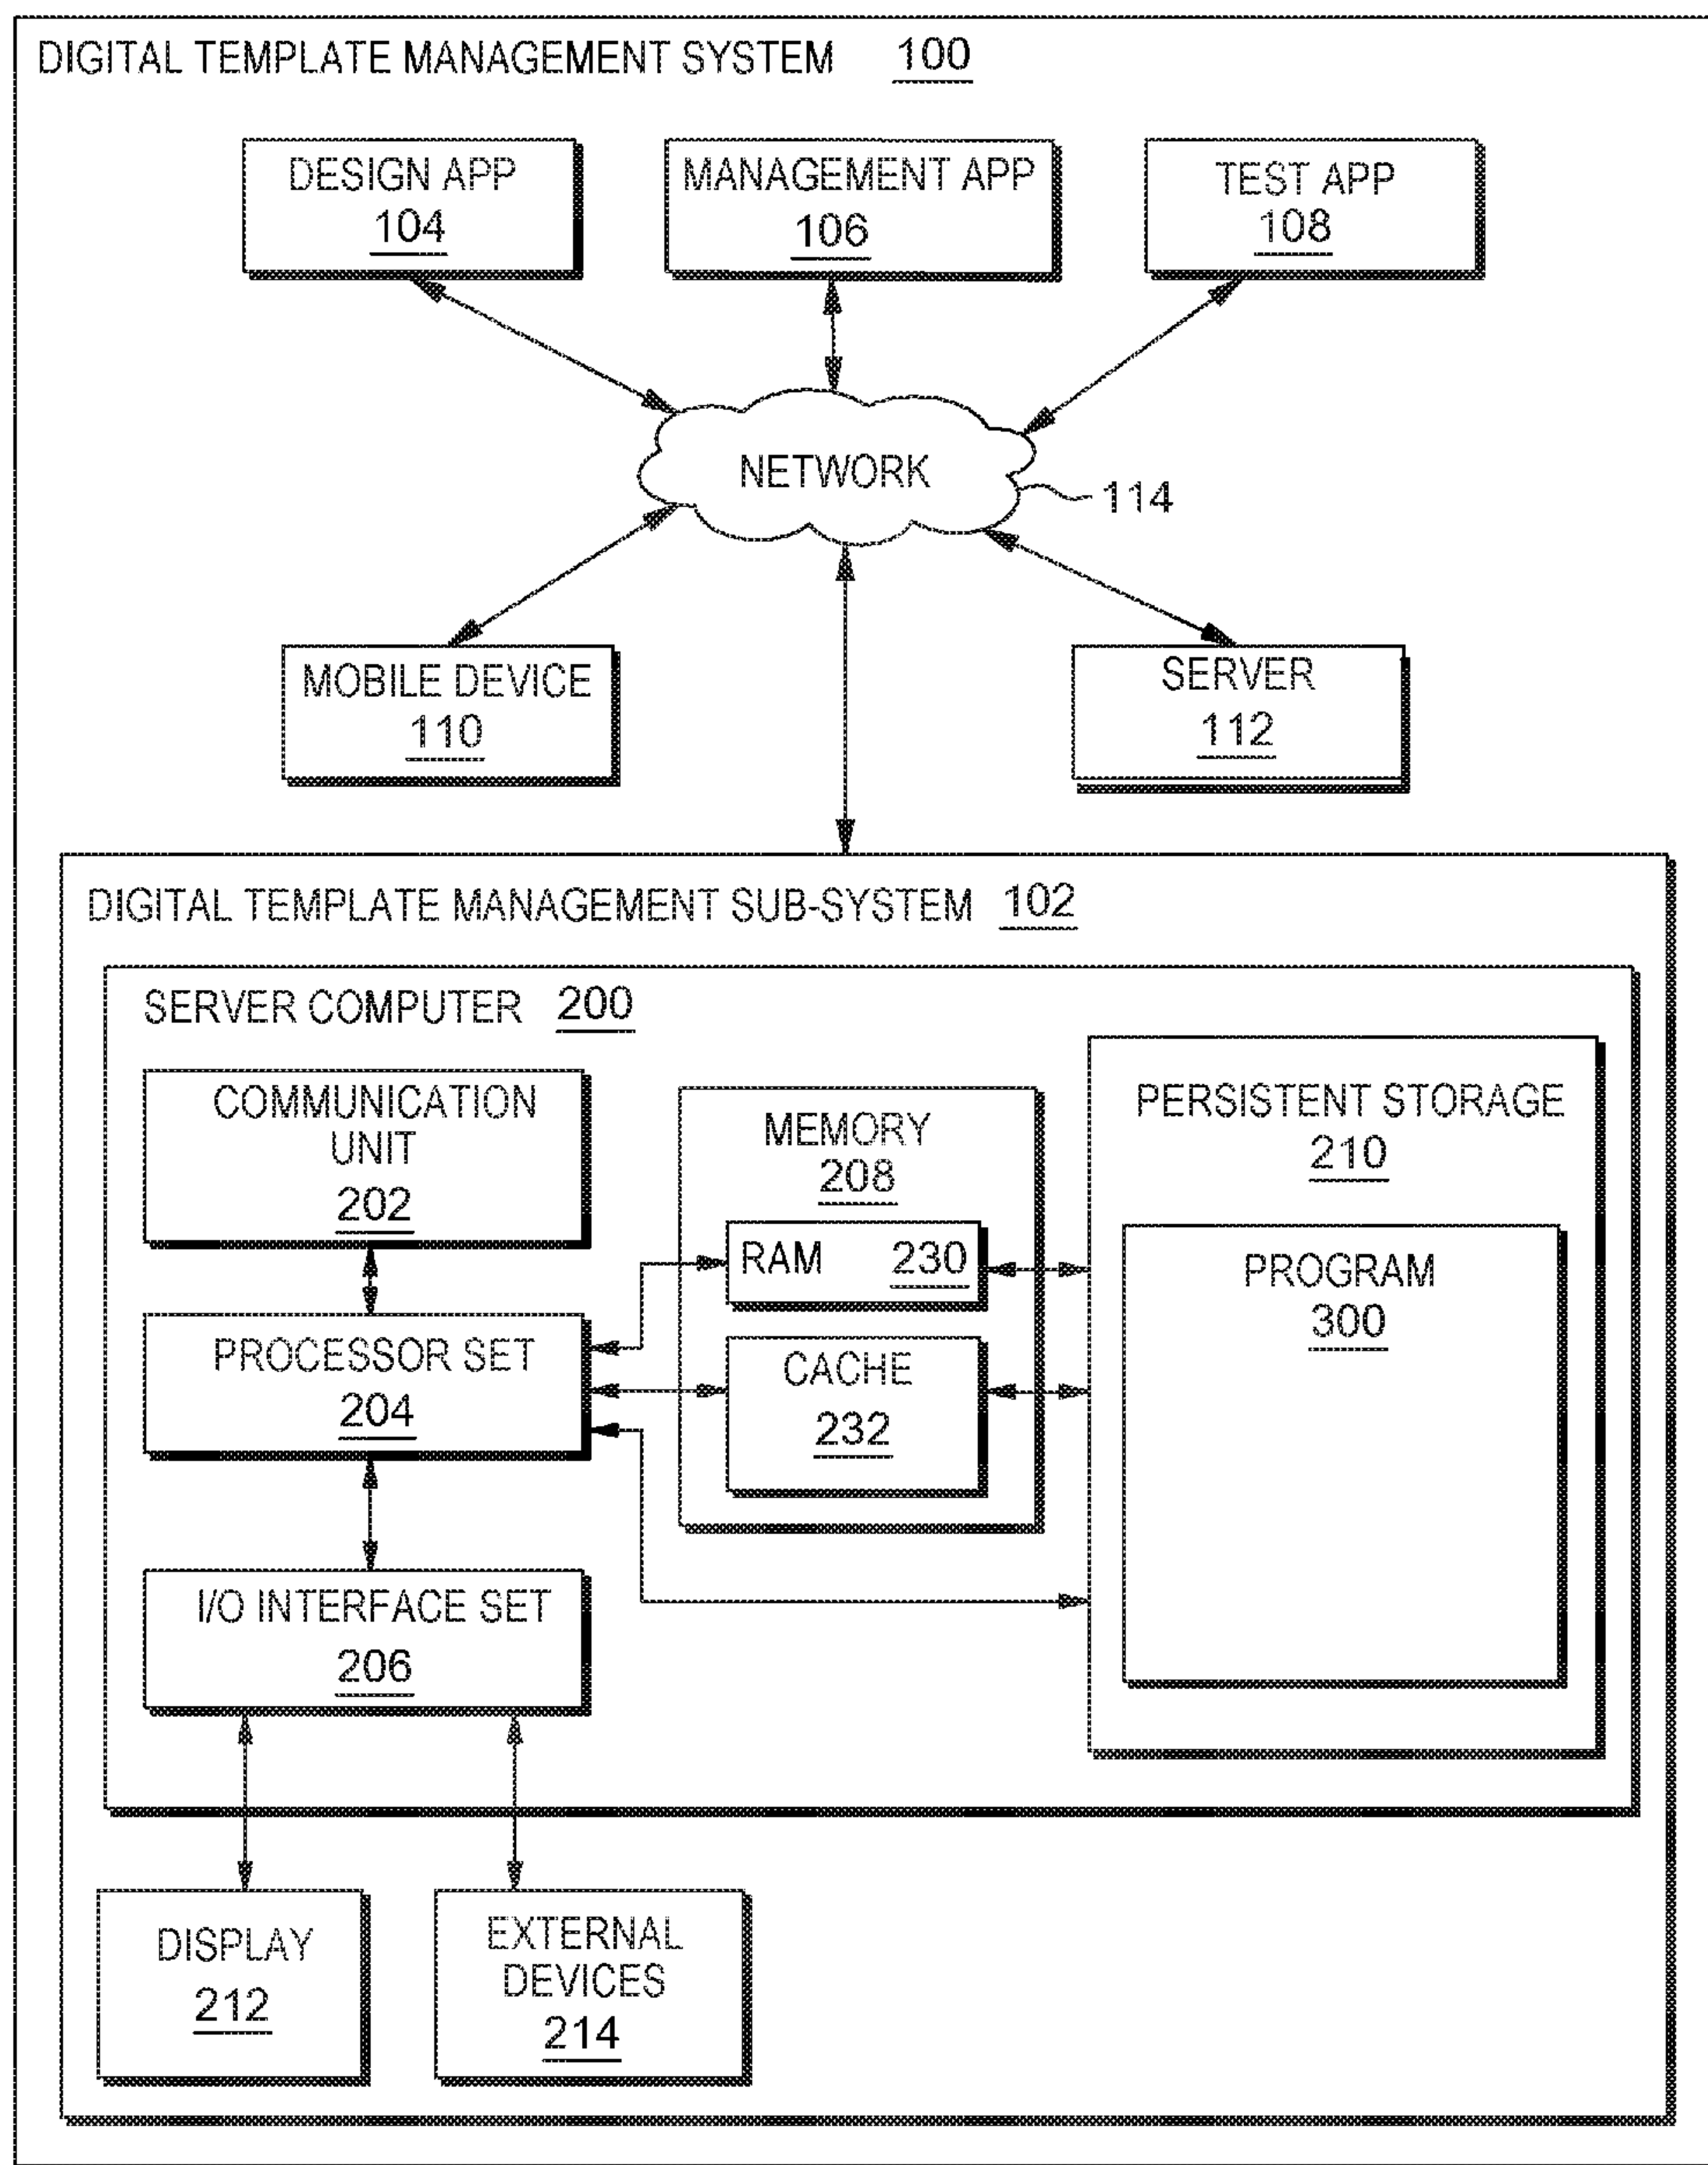 DIGITAL TEMPLATE MANAGEMENT SYSTEM 100
DESIGN APP
104
MANAGEMENT APP
106
TEST APP
108
NETWORK
114
MOBILE DEVICE
110
SERVER
112
DIGITAL TEMPLATE MANAGEMENT SUB-SYSTEM 102
SERVER COMPUTER 200
COMMUNICATION
UNIT
202
PROCESSOR SET
204
I/O INTERFACE SET
206
MEMORY
208
RAM 230
CACHE
232
PERSISTENT STORAGE
210
PROGRAM
300
DISPLAY
212
EXTERNAL
DEVICES
214